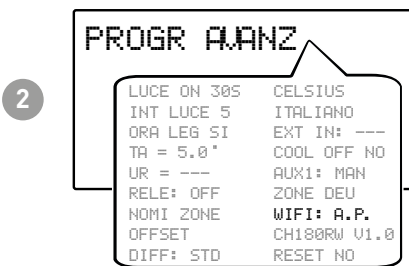 2
PROGR AVANZ
LUCE ON 30S
INT LUCE 5
ORA LEG SI
TA = 5.0°
UR = ---
RELE: OFF
NOMI ZONE
OFFSET
DIFF: STD
CELSIUS
ITALIANO
EXT IN: ---
COOL OFF NO
AUX1: MAN
ZONE DEU
WIFI: A.P.
CH180RW V1.0
RESET NO